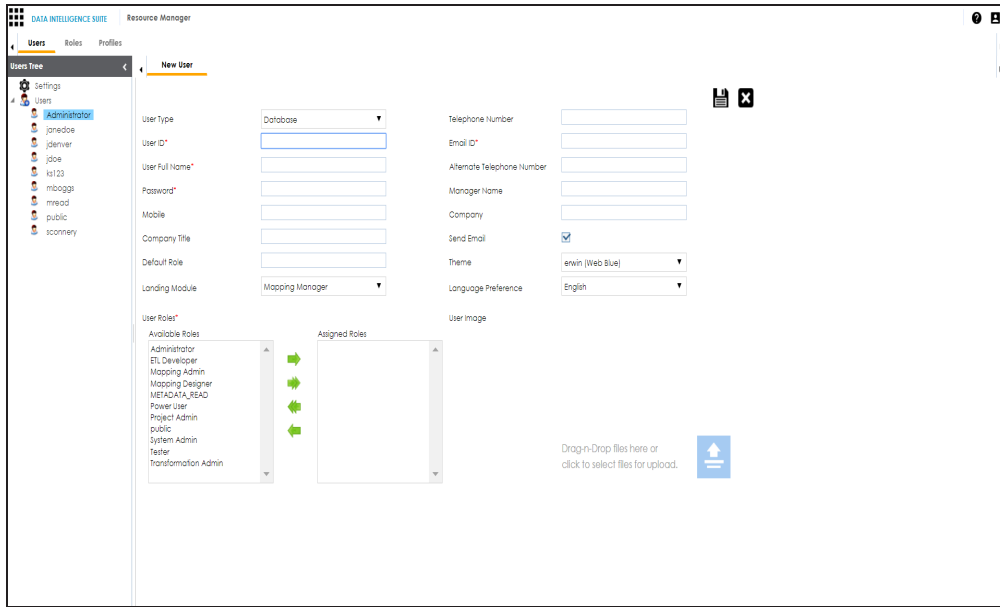 DATA INTELLIGENCE SUITE Resource Manager
Users Roles Profiles
Users Tree
Settings
Users
Administrator
janedoe
jdenver
jdoe
ks123
mboggs
mread
public
sconnery
New User
User Type Database Telephone Number
User ID* Email ID*
User Full Name* Alternate Telephone Number
Password* Manager Name
Mobile Company
Company Title Send Email
Default Role Theme erwin (Web Blue)
Landing Module Mapping Manager Language Preference English
User Roles* User Image
Available Roles Assigned Roles
Administrator
ETL Developer
Mapping Admin
Mapping Designer
METADATA_READ
Power User
Project Admin
public
System Admin
Tester
Transformation Admin
Drag-n-Drop files here or
click to select files for upload.